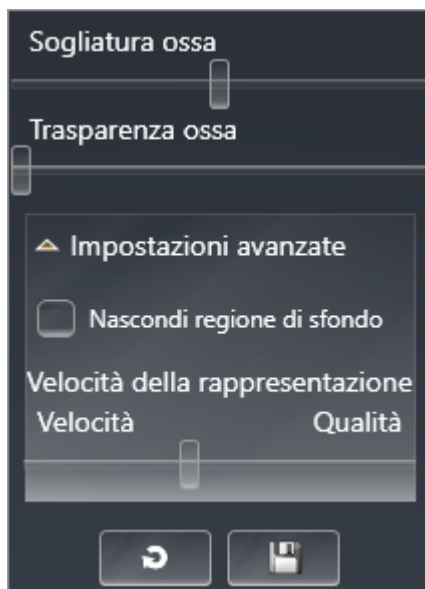 Sogliatura ossa
Trasparenza ossa
Impostazioni avanzate
Nascondi regione di sfondo
Velocità della rappresentazione
Velocità Qualità